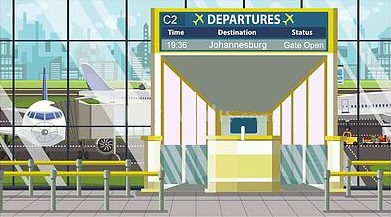 C2 DEPARTURES
Time Destination Status
19:36 Johannesburg Gate Open